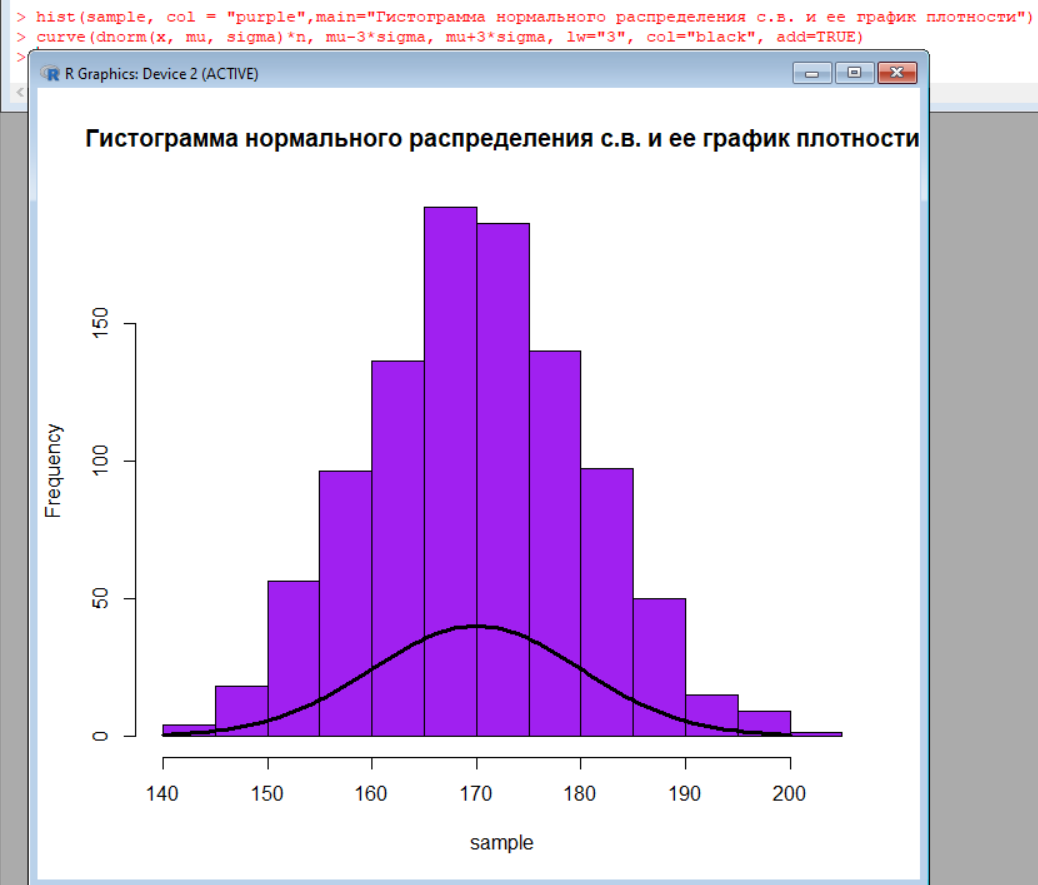 > hist(sample, col = "purple",main="Гистограмма нормального распределения с.в. и ее график плотности")
> curve(dnorm(x, mu, sigma)*n, mu-3*sigma, mu+3*sigma, lw="3", col="black", add=TRUE)
>
R Graphics: Device 2 (ACTIVE)
Гистограмма нормального распределения с.в. и ее график плотности
150
100
50
0
Frequency
140 150 160 170 180 190 200
sample